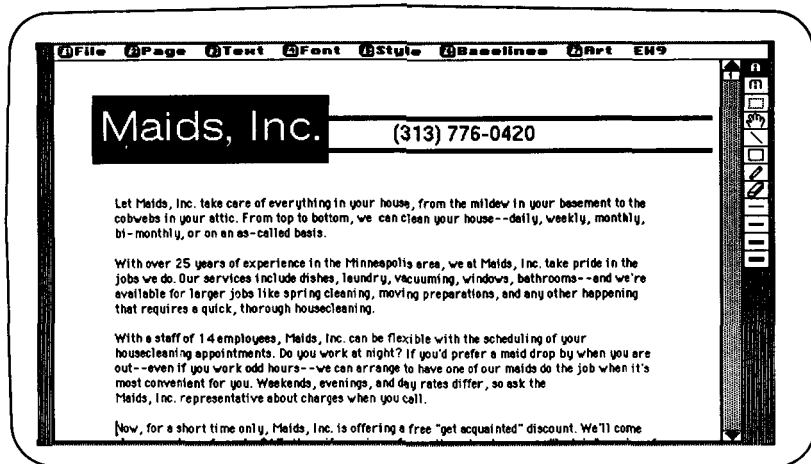 File Page Text Font Style Baselines Art EH9
Maids, Inc. (313) 776-0420
Let Maids, Inc. take care of everything in your house, from the mildew in your basement to the
cobwebs in your attic. From top to bottom, we can clean your house--daily, weekly, monthly,
bi-monthly, or on an as-called basis.
With over 25 years of experience in the Minneapolis area, we at Maids, Inc. take pride in the
jobs we do. Our services include dishes, laundry, vacuuming, windows, bathrooms--and we're
available for larger jobs like spring cleaning, moving preparations, and any other happening
that requires a quick, thorough housecleaning.
With a staff of 14 employees, Maids, Inc. can be flexible with the scheduling of your
housecleaning appointments. Do you work at night? If you'd prefer a maid drop by when you are
out--even if you work odd hours--we can arrange to have one of our maids do the job when it's
most convenient for you. Weekends, evenings, and day rates differ, so ask the
Maids, Inc. representative about charges when you call.
Now, for a short time only, Maids, Inc. is offering a free "get acquainted" discount. We'll come